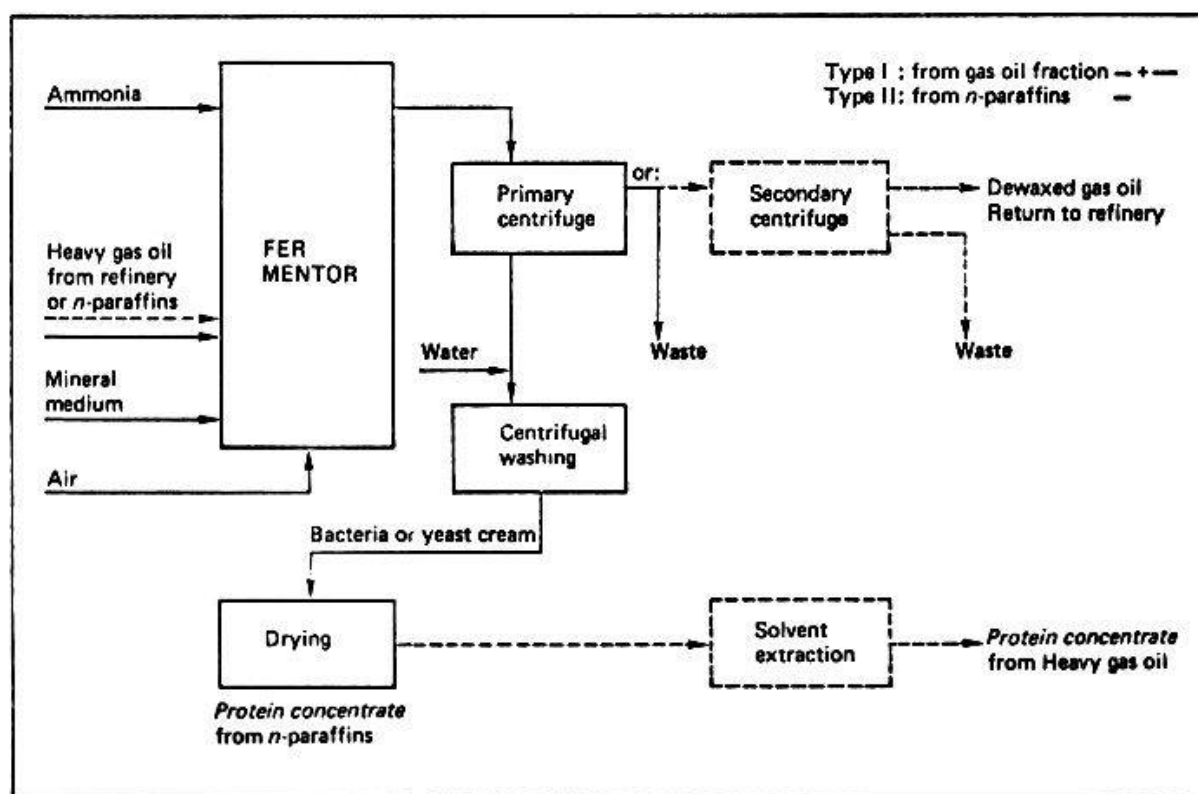 Type I : from gas oil fraction – + –
Type II: from n-paraffins –
Ammonia
FER
MENTOR
Primary
centrifuge
or:
Secondary
centrifuge
Dewaxed gas oil
Return to refinery
Heavy gas oil
from refinery
or n-paraffins
Water
Waste
Waste
Mineral
medium
Centrifugal
washing
Air
Bacteria or yeast cream
Drying
Solvent
extraction
Protein concentrate
from Heavy gas oil
Protein concentrate
from n-paraffins